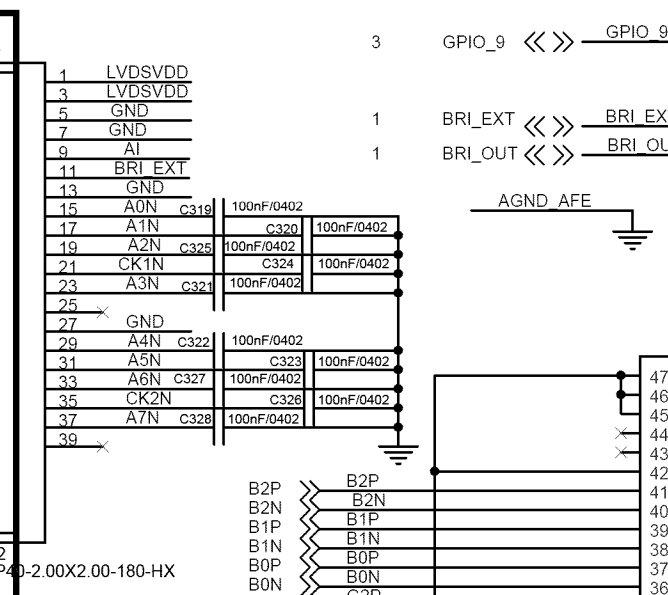 3 GPIO_9 GPIO_9
1 LVDSVDD
3 LVDSVDD
5 GND
7 GND
9 AI
11 BRI_EXT
13 GND
15 A0N C319 100nF/0402
17 A1N C320 100nF/0402
19 A2N C325 100nF/0402
21 CK1N C324 100nF/0402
23 A3N C321 100nF/0402
25
27 GND
29 A4N C322 100nF/0402
31 A5N C323 100nF/0402
33 A6N C327 100nF/0402
35 CK2N C326 100nF/0402
37 A7N C328 100nF/0402
39
1 BRI_EXT BRI_EX
1 BRI_OUT BRI_OU
AGND_AFE
47
46
45
44
43
42
B2P B2P 41
B2N B2N 40
B1P B1P 39
B1N B1N 38
B0P B0P 37
B0N B0N 36
2
P40-2.00X2.00-180-HX